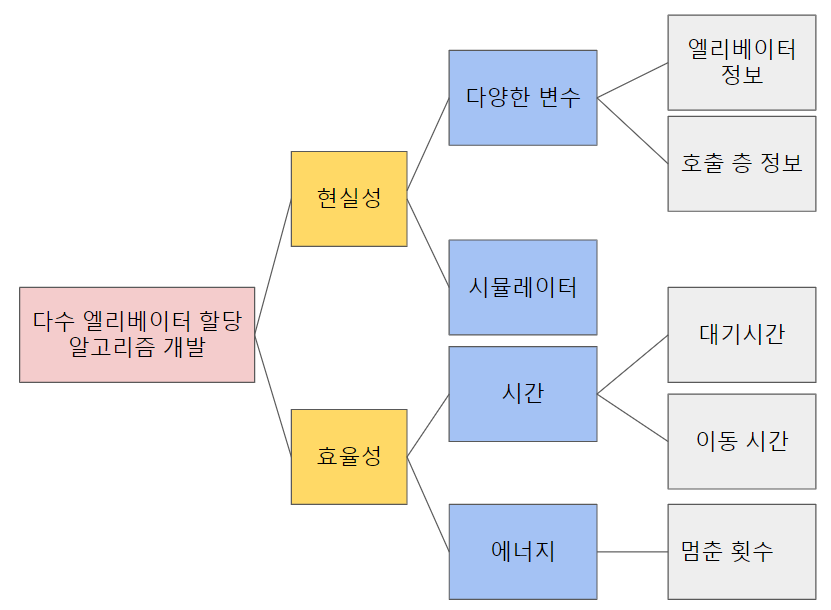 다수 엘리베이터 할당
알고리즘 개발
현실성
다양한 변수
엘리베이터
정보
호출 층 정보
시뮬레이터
효율성
시간
대기시간
이동 시간
에너지
멈춘 횟수